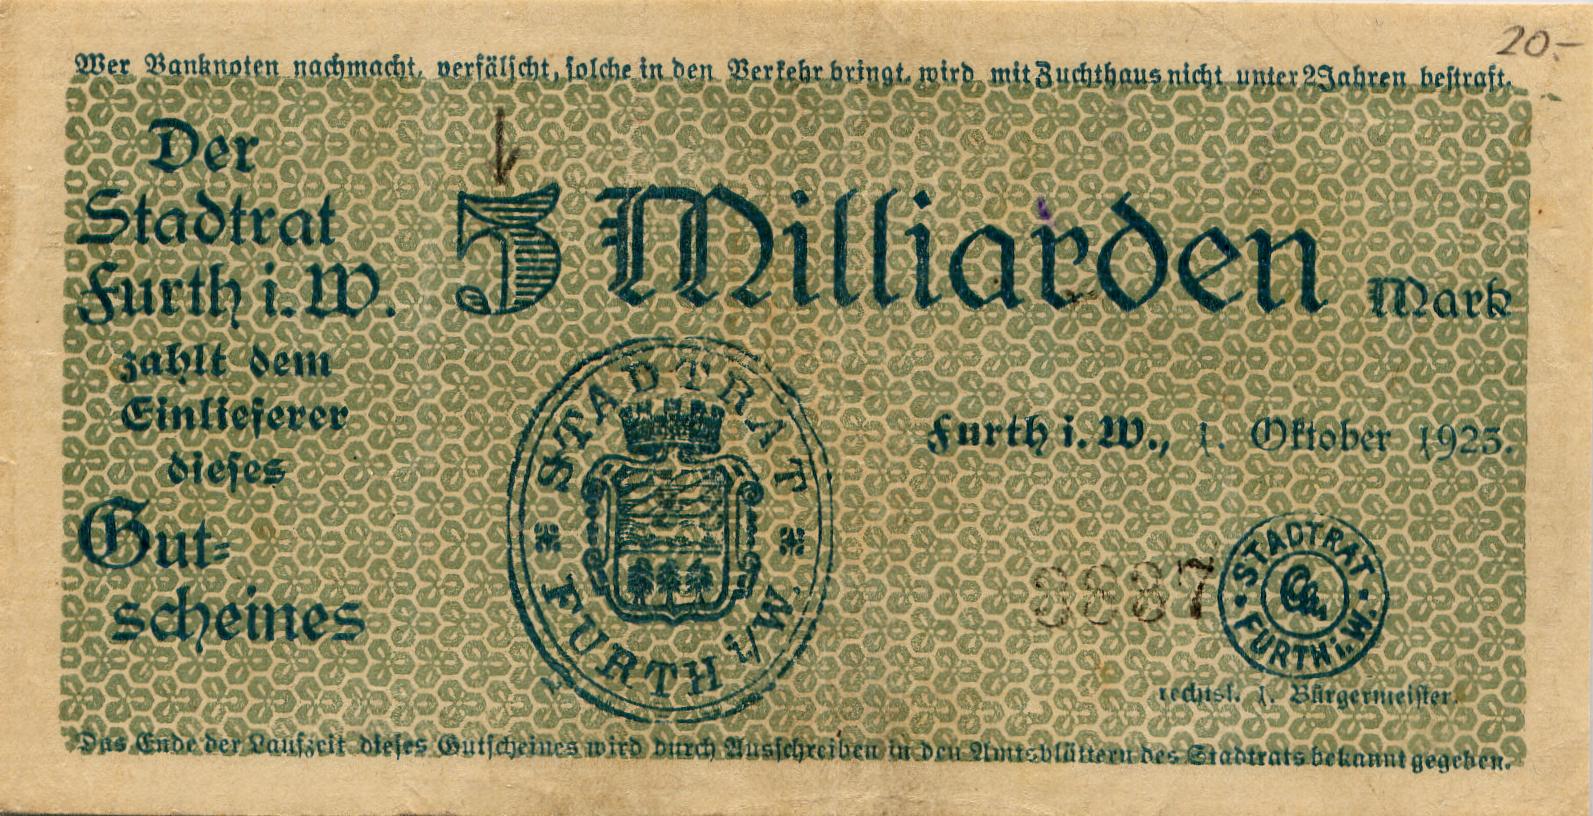 20.-
Wer Banknoten nachmacht, verfälscht, solche in den Verkehr bringt, wird mit Zuchthaus nicht unter 2 Jahren bestraft.
Der
Stadtrat
Furth i. W.
zahlt dem
Einlieferer
dieses
Gut=
scheines
5 Milliarden Mark
STADTRAT
FURTH i/W.
Furth i. W., 1. Oktober 1923.
8887
STADTRAT
FURTH i. W.
rechtsk. 1. Bürgermeister.
Das Ende der Laufzeit dieses Gutscheines wird durch Ausschreiben in den Amtsblättern des Stadtrats bekannt gegeben.